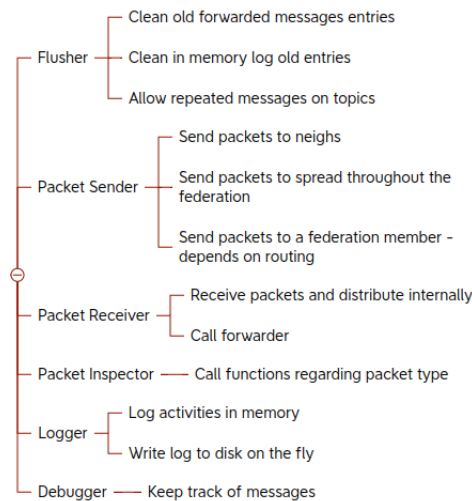 Clean old forwarded messages entries
Flusher
Clean in memory log old entries
Allow repeated messages on topics
Send packets to neighs
Packet Sender
Send packets to spread throughout the
federation
Send packets to a federation member -
depends on routing
Receive packets and distribute internally
Packet Receiver
Call forwarder
Packet Inspector
Call functions regarding packet type
Log activities in memory
Logger
Write log to disk on the fly
Debugger
Keep track of messages